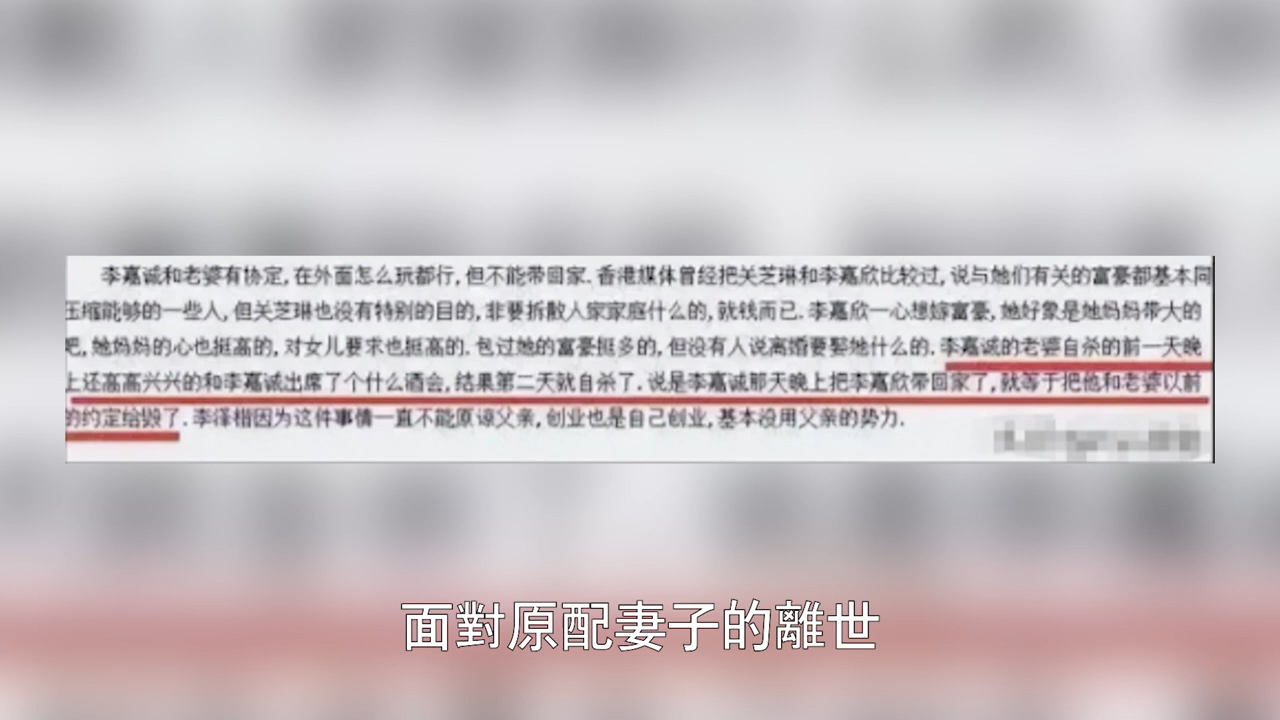 李嘉诚和老婆有协定,在外面怎么玩都行,但不能带回家.香港媒体曾经把关芝琳和李嘉欣比较过,说与她们有关的富豪都基本同
压缩能够的一些人,但关芝琳也没有特别的目的,非要拆散人家家庭什么的,就钱而已.李嘉欣一心想嫁富豪,她好象是她妈妈带大的
吧,她妈妈的心也挺高的,对女儿要求也挺高的.包过她的富豪挺多的,但没有人说离婚要娶她什么的.李嘉诚的老婆自杀的前一天晚
上还高高兴兴的和李嘉诚出席了个什么酒会,结果第二天就自杀了.说是李嘉诚那天晚上把李嘉欣带回家了,就等于把他和老婆以前
的约定给毁了.李泽楷因为这件事情一直不能原谅父亲,创业也是自己创业,基本没用父亲的势力.
面對原配妻子的離世